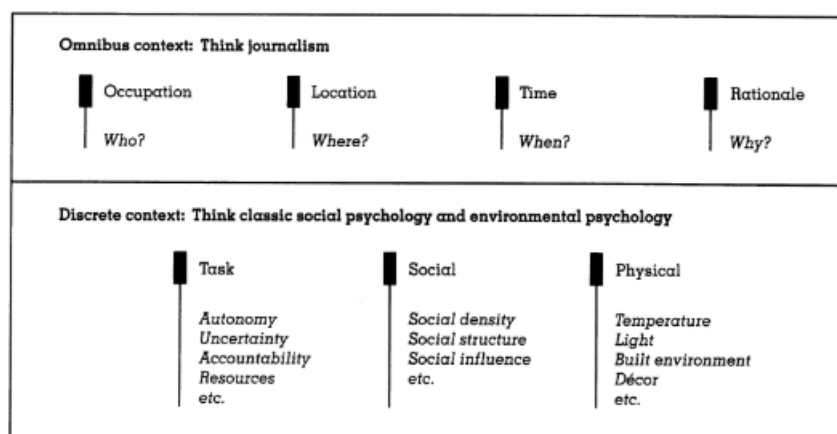 Omnibus context: Think journalism
Occupation Location Time Rationale
Who? Where? When? Why?
Discrete context: Think classic social psychology and environmental psychology
Task Social Physical
Autonomy Social density Temperature
Uncertainty Social structure Light
Accountability Social influence Built environment
Resources etc. Décor
etc. etc.